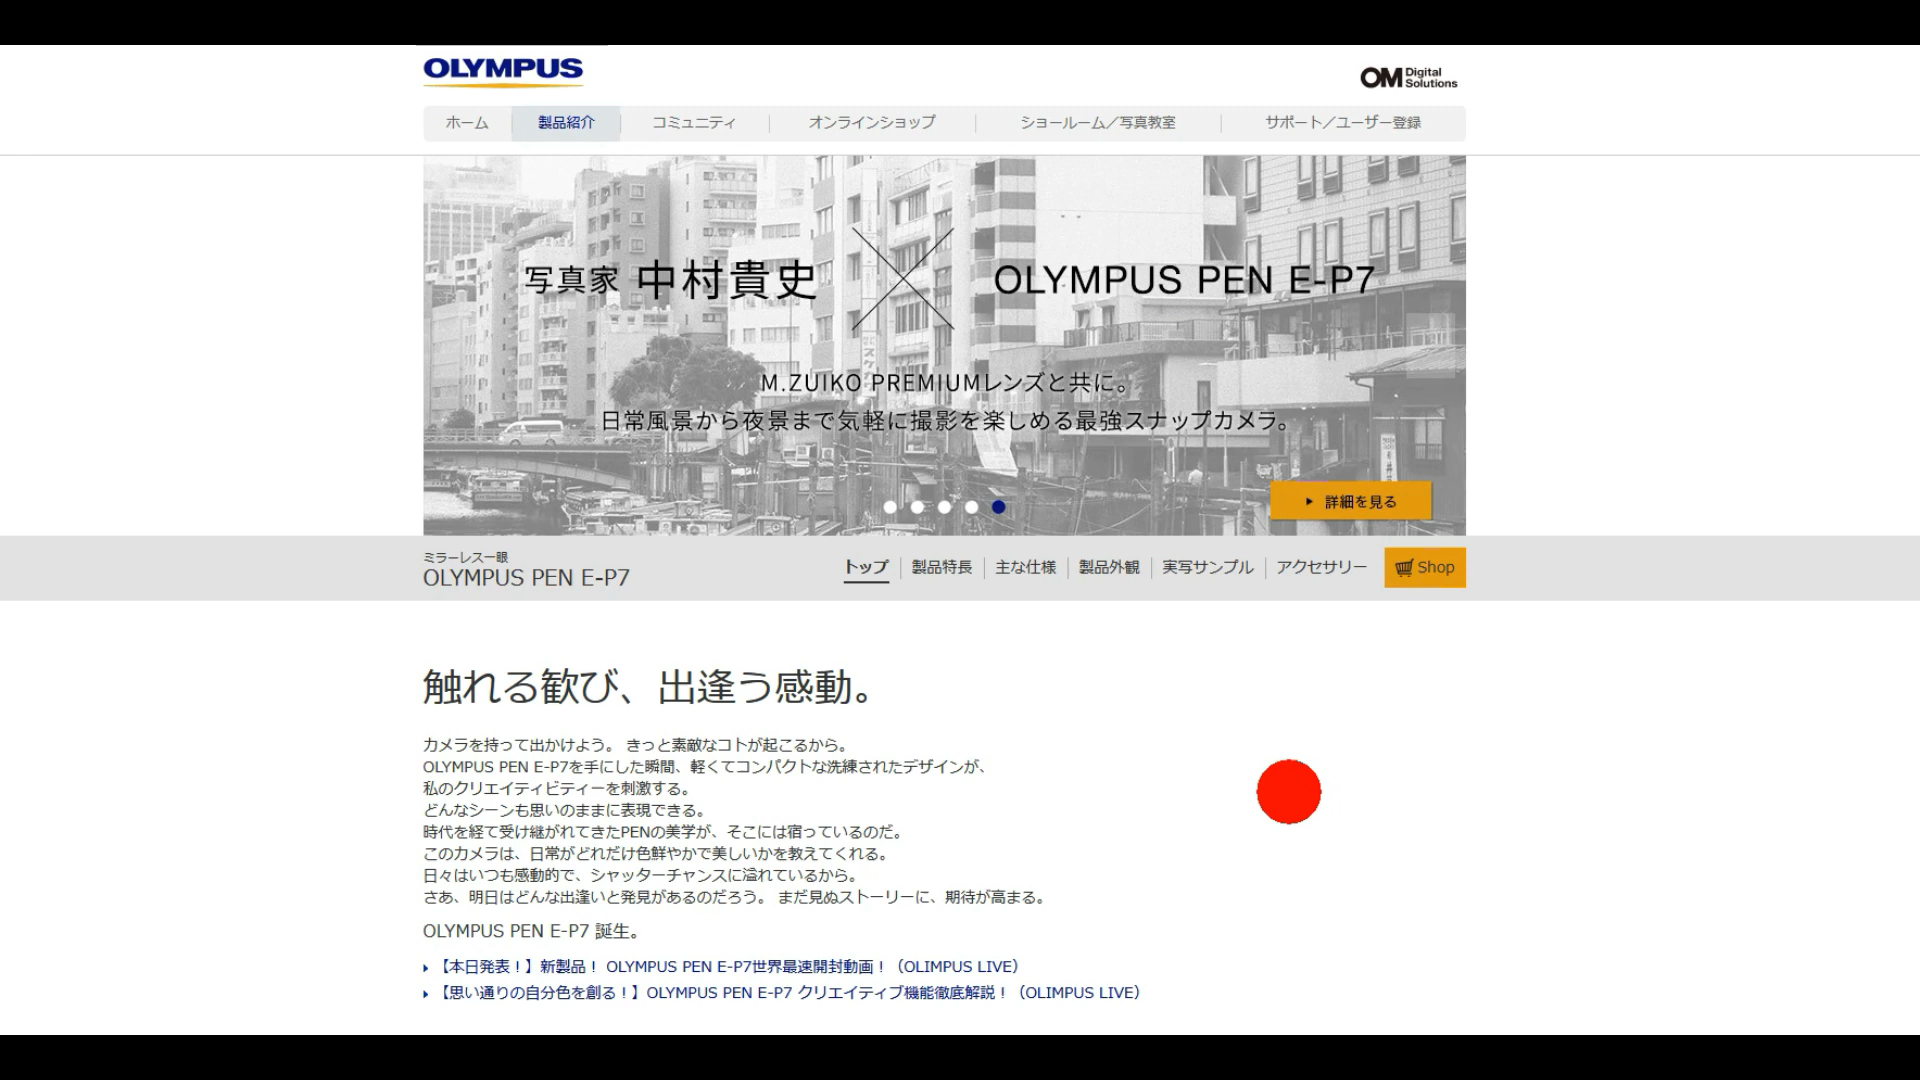 OLYMPUS
OM Digital Solutions
ホーム
製品紹介
コミュニティ
オンラインショップ
ショールーム／写真教室
サポート／ユーザー登録
写真家 中村貴史
OLYMPUS PEN E-P7
M.ZUIKO PREMIUMレンズと共に。
日常風景から夜景まで気軽に撮影を楽しめる最強スナップカメラ。
詳細を見る
ミラーレス一眼
OLYMPUS PEN E-P7
トップ
製品特長
主な仕様
製品外観
実写サンプル
アクセサリー
Shop
触れる歓び、出逢う感動。
カメラを持って出かけよう。 きっと素敵なコトが起こるから。
OLYMPUS PEN E-P7を手にした瞬間、軽くてコンパクトな洗練されたデザインが、
私のクリエイティビティーを刺激する。
どんなシーンも思いのままに表現できる。
時代を経て受け継がれてきたPENの美学が、そこには宿っているのだ。
このカメラは、日常がどれだけ色鮮やかで美しいかを教えてくれる。
日々はいつも感動的で、シャッターチャンスに溢れているから。
さあ、明日はどんな出逢いと発見があるのだろう。 まだ見ぬストーリーに、期待が高まる。
OLYMPUS PEN E-P7 誕生。
【本日発表！】新製品！ OLYMPUS PEN E-P7世界最速開封動画！（OLIMPUS LIVE）
【思い通りの自分色を創る！】OLYMPUS PEN E-P7 クリエイティブ機能徹底解説！（OLIMPUS LIVE）